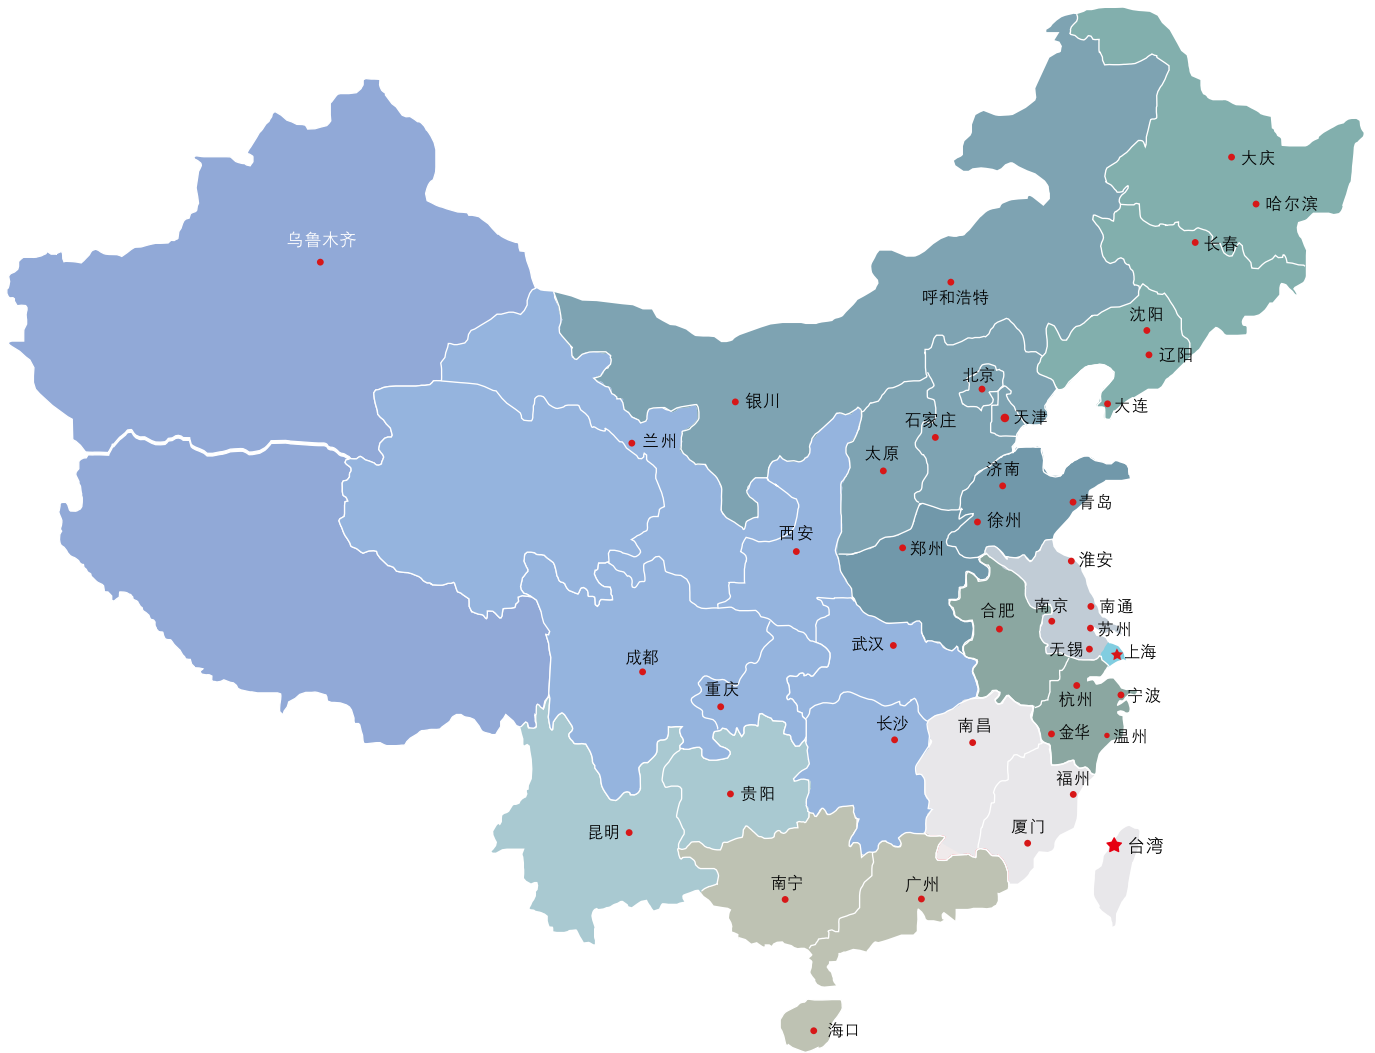 大庆
哈尔滨
乌鲁木齐
长春
呼和浩特
沈阳
辽阳
北京
银川
大连
石家庄
天津
兰州
太原
济南
青岛
徐州
西安
郑州
淮安
合肥
南京
南通
苏州
武汉
无锡
上海
成都
重庆
杭州
宁波
长沙
南昌
金华
温州
福州
贵阳
厦门
昆明
台湾
南宁
广州
海口